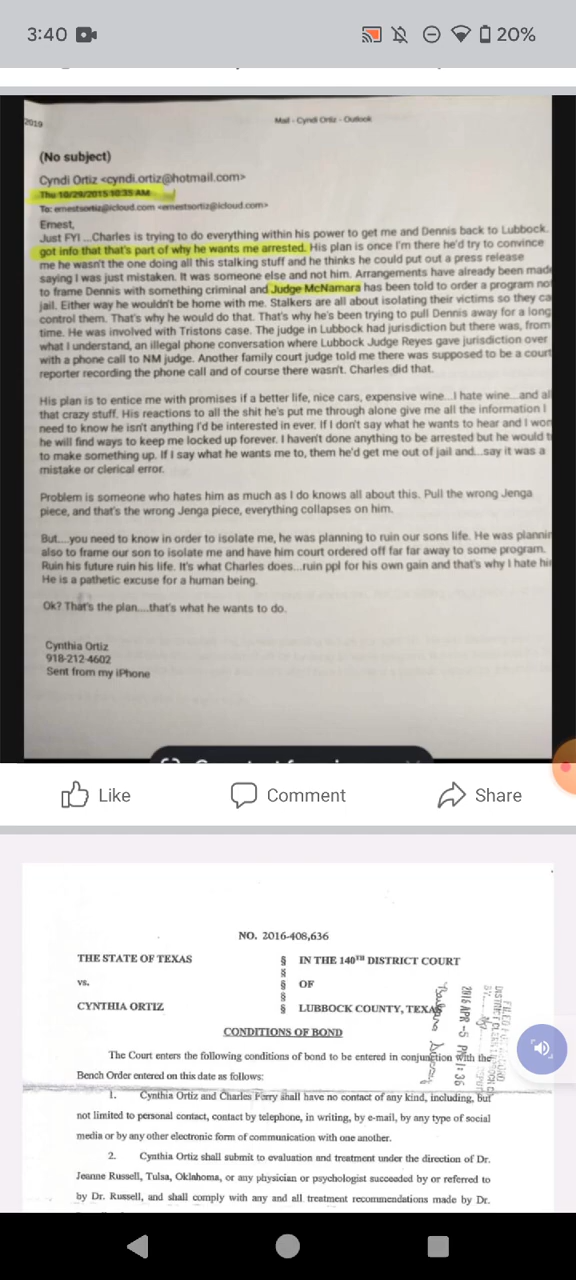 3:40
20%
2019
Mail - Cyndi Ortiz - Outlook
(No subject)
Cyndi Ortiz <cyndi.ortiz@hotmail.com>
Thu 10/29/2015 10:35 AM
To: ernestsortiz@icloud.com <ernestsortiz@icloud.com>
Ernest,
Just FYI ...Charles is trying to do everything within his power to get me and Dennis back to Lubbock.
got info that that's part of why he wants me arrested. His plan is once I'm there he'd try to convince
me he wasn't the one doing all this stalking stuff and he thinks he could put out a press release
saying I was just mistaken. It was someone else and not him. Arrangements have already been made
to frame Dennis with something criminal and Judge McNamara has been told to order a program no
jail. Either way he wouldn't be home with me. Stalkers are all about isolating their victims so they ca
control them. That's why he would do that. That's why he's been trying to pull Dennis away for a long
time. He was involved with Tristons case. The judge in Lubbock had jurisdiction but there was, from
what I understand, an illegal phone conversation where Lubbock Judge Reyes gave jurisdiction over
with a phone call to NM judge. Another family court judge told me there was supposed to be a court
reporter recording the phone call and of course there wasn't. Charles did that.
His plan is to entice me with promises if a better life, nice cars, expensive wine...I hate wine...and al
that crazy stuff. His reactions to all the shit he's put me through alone give me all the information I
need to know he isn't anything I'd be interested in ever. If I don't say what he wants to hear and I won
he will find ways to keep me locked up forever. I haven't done anything to be arrested but he would t
to make something up. If I say what he wants me to, them he'd get me out of jail and...say it was a
mistake or clerical error.
Problem is someone who hates him as much as I do knows all about this. Pull the wrong Jenga
piece, and that's the wrong Jenga piece, everything collapses on him.
But....you need to know in order to isolate me, he was planning to ruin our sons life. He was plannin
also to frame our son to isolate me and have him court ordered off far far away to some program.
Ruin his future ruin his life. It's what Charles does...ruin ppl for his own gain and that's why I hate hi
He is a pathetic excuse for a human being.
Ok? That's the plan....that's what he wants to do.
Cynthia Ortiz
918-212-4602
Sent from my iPhone
Like
Comment
Share
NO. 2016-408,636
THE STATE OF TEXAS § IN THE 140TH DISTRICT COURT
§
vs. § OF
§
CYNTHIA ORTIZ § LUBBOCK COUNTY, TEXAS
2016 APR -5 PM 1:36
CONDITIONS OF BOND
The Court enters the following conditions of bond to be entered in conjunction with the
Bench Order entered on this date as follows:
1. Cynthia Ortiz and Charles Perry shall have no contact of any kind, including, but
not limited to personal contact, contact by telephone, in writing, by e-mail, by any type of social
media or by any other electronic form of communication with one another.
2. Cynthia Ortiz shall submit to evaluation and treatment under the direction of Dr.
Jeanne Russell, Tulsa, Oklahoma, or any physician or psychologist succeeded by or referred to
by Dr. Russell, and shall comply with any and all treatment recommendations made by Dr.